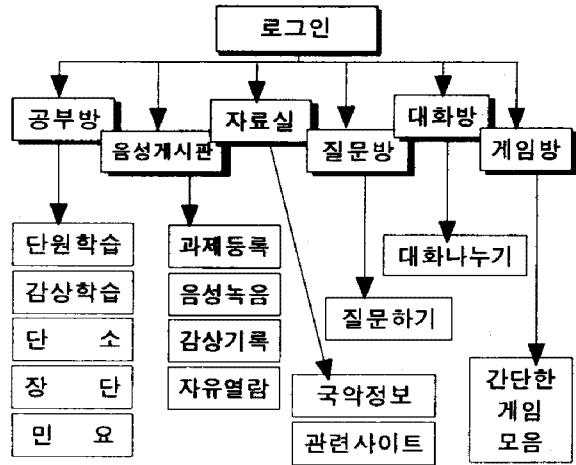 로그인
공부방
음성게시판
자료실
질문방
대화방
게임방
단원학습
감상학습
단 소
장 단
민 요
과제등록
음성녹음
감상기록
자유열람
국악정보
관련사이트
질문하기
대화나누기
간단한
게임
모음